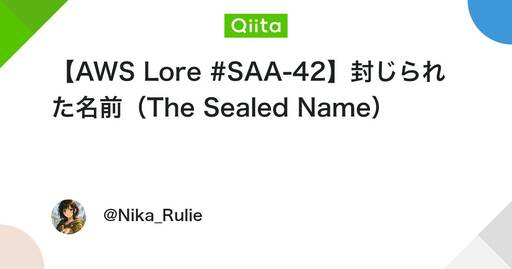 Qiita
【AWS Lore #SAA-42】封じられ
た名前（The Sealed Name）
@Nika_Rulie